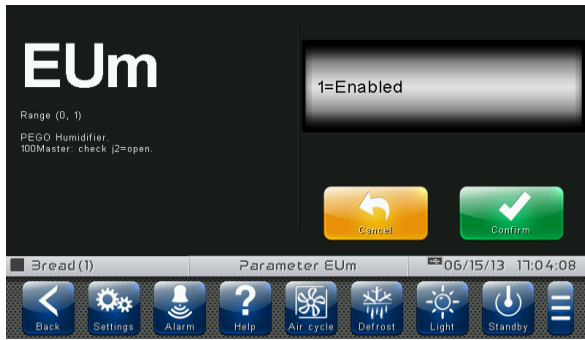 EUm
1=Enabled
Range (0, 1)
PEGO Humidifier.
100Master: check j2=open.
Cancel
Confirm
Bread (1)
Parameter EUm
06/15/13 17:04:08
Back
Settings
Alarm
?
Help
Air cycle
Defrost
Light
Standby